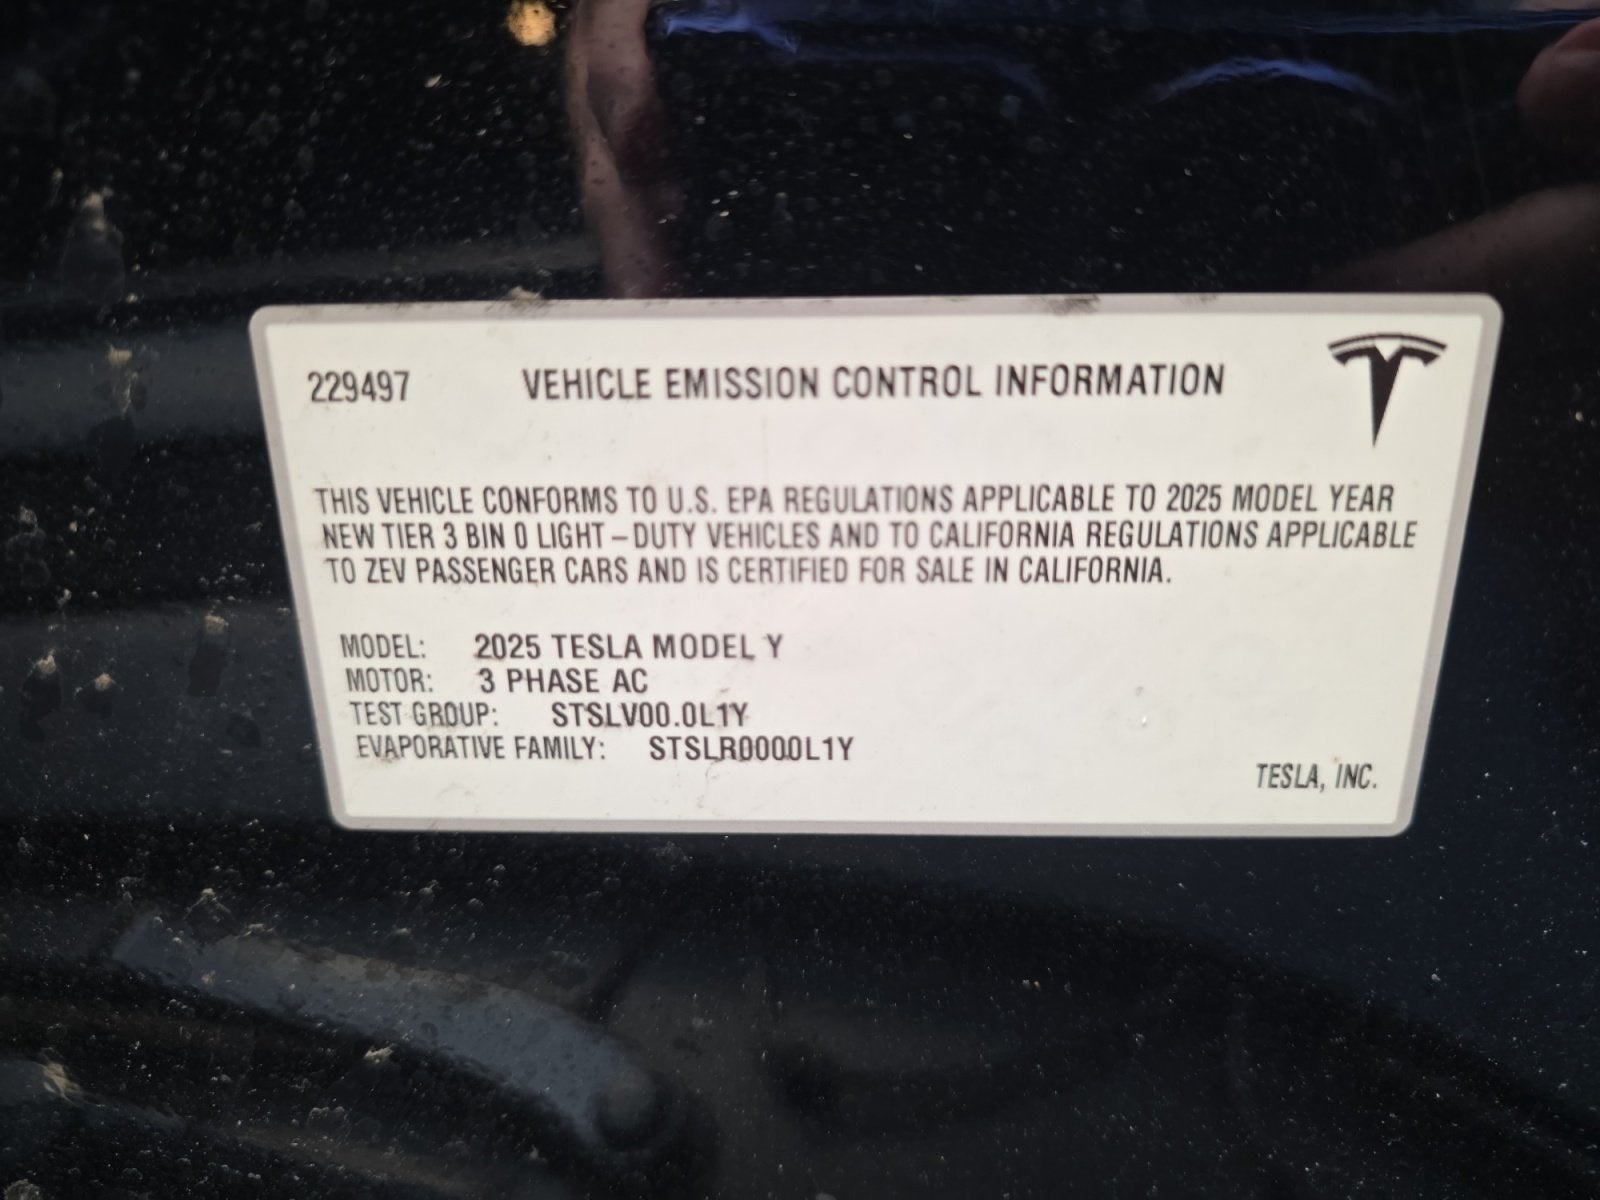 229497 VEHICLE EMISSION CONTROL INFORMATION
THIS VEHICLE CONFORMS TO U.S. EPA REGULATIONS APPLICABLE TO 2025 MODEL YEAR
NEW TIER 3 BIN 0 LIGHT-DUTY VEHICLES AND TO CALIFORNIA REGULATIONS APPLICABLE
TO ZEV PASSENGER CARS AND IS CERTIFIED FOR SALE IN CALIFORNIA.
MODEL: 2025 TESLA MODEL Y
MOTOR: 3 PHASE AC
TEST GROUP: STSLV00.0L1Y
EVAPORATIVE FAMILY: STSLR0000L1Y
TESLA, INC.